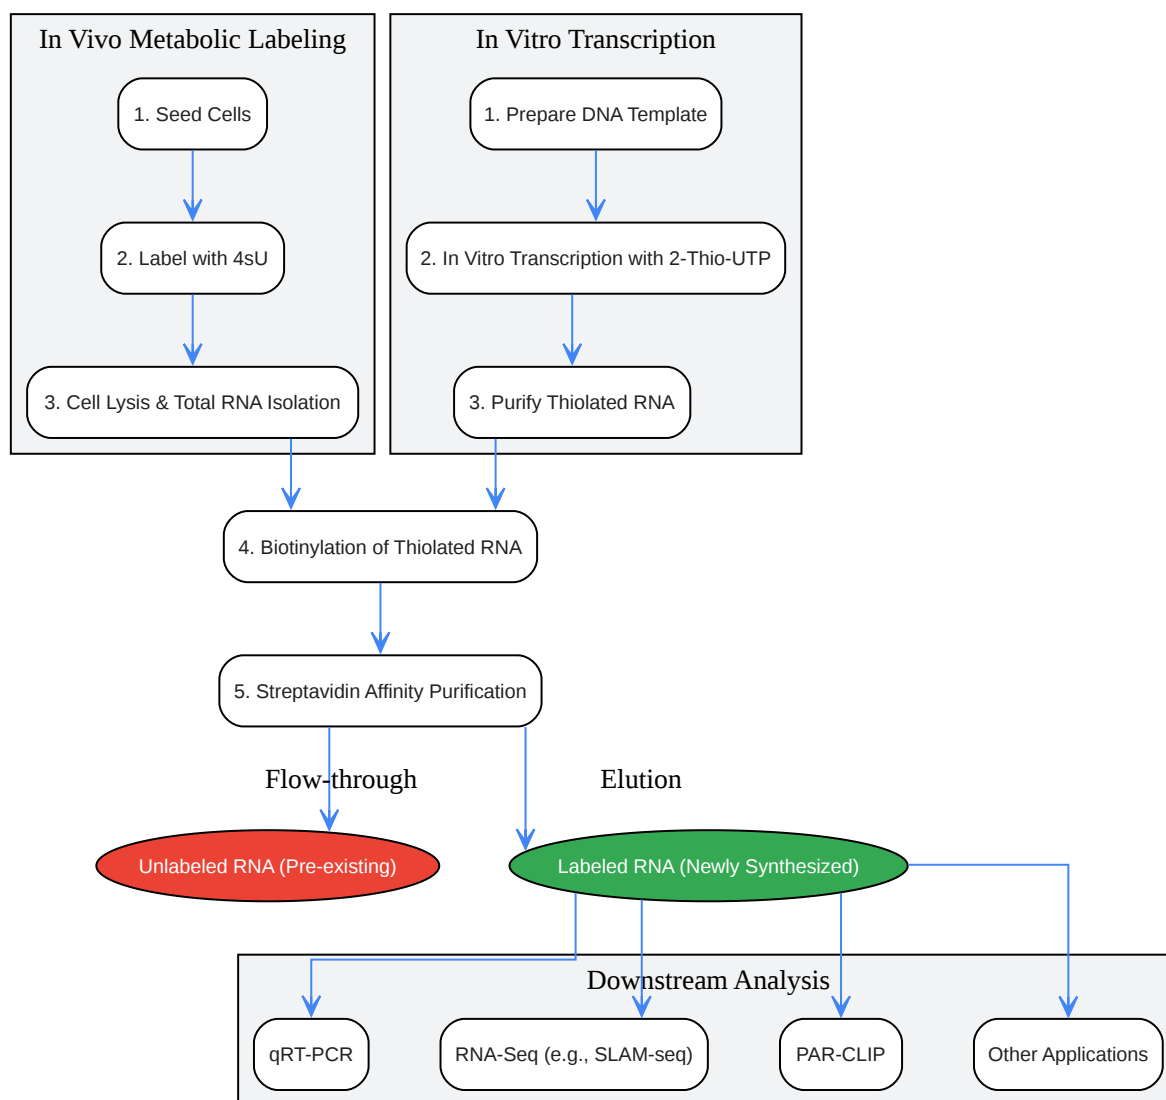 In Vivo Metabolic Labeling
1. Seed Cells
2. Label with 4sU
3. Cell Lysis & Total RNA Isolation
In Vitro Transcription
1. Prepare DNA Template
2. In Vitro Transcription with 2-Thio-UTP
3. Purify Thiolated RNA
4. Biotinylation of Thiolated RNA
5. Streptavidin Affinity Purification
Flow-through
Elution
Unlabeled RNA (Pre-existing)
Labeled RNA (Newly Synthesized)
Downstream Analysis
qRT-PCR
RNA-Seq (e.g., SLAM-seq)
PAR-CLIP
Other Applications